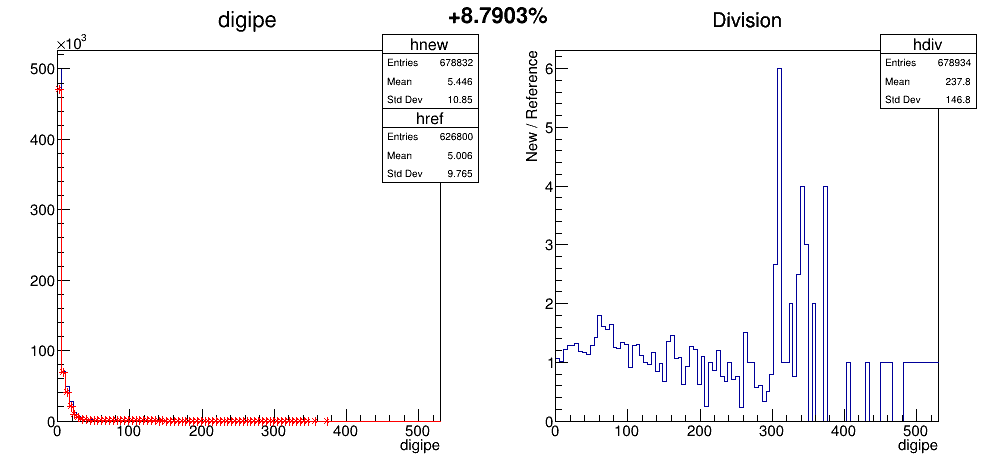 digipe
+8.7903%
Division
×10³
hnew
Entries 678832
Mean 5.446
Std Dev 10.85
href
Entries 626800
Mean 5.006
Std Dev 9.765
500
400
300
200
100
0
0 100 200 300 400 500
digipe
hdiv
Entries 678934
Mean 237.8
Std Dev 146.8
New / Reference
6
5
4
3
2
1
0
0 100 200 300 400 500
digipe